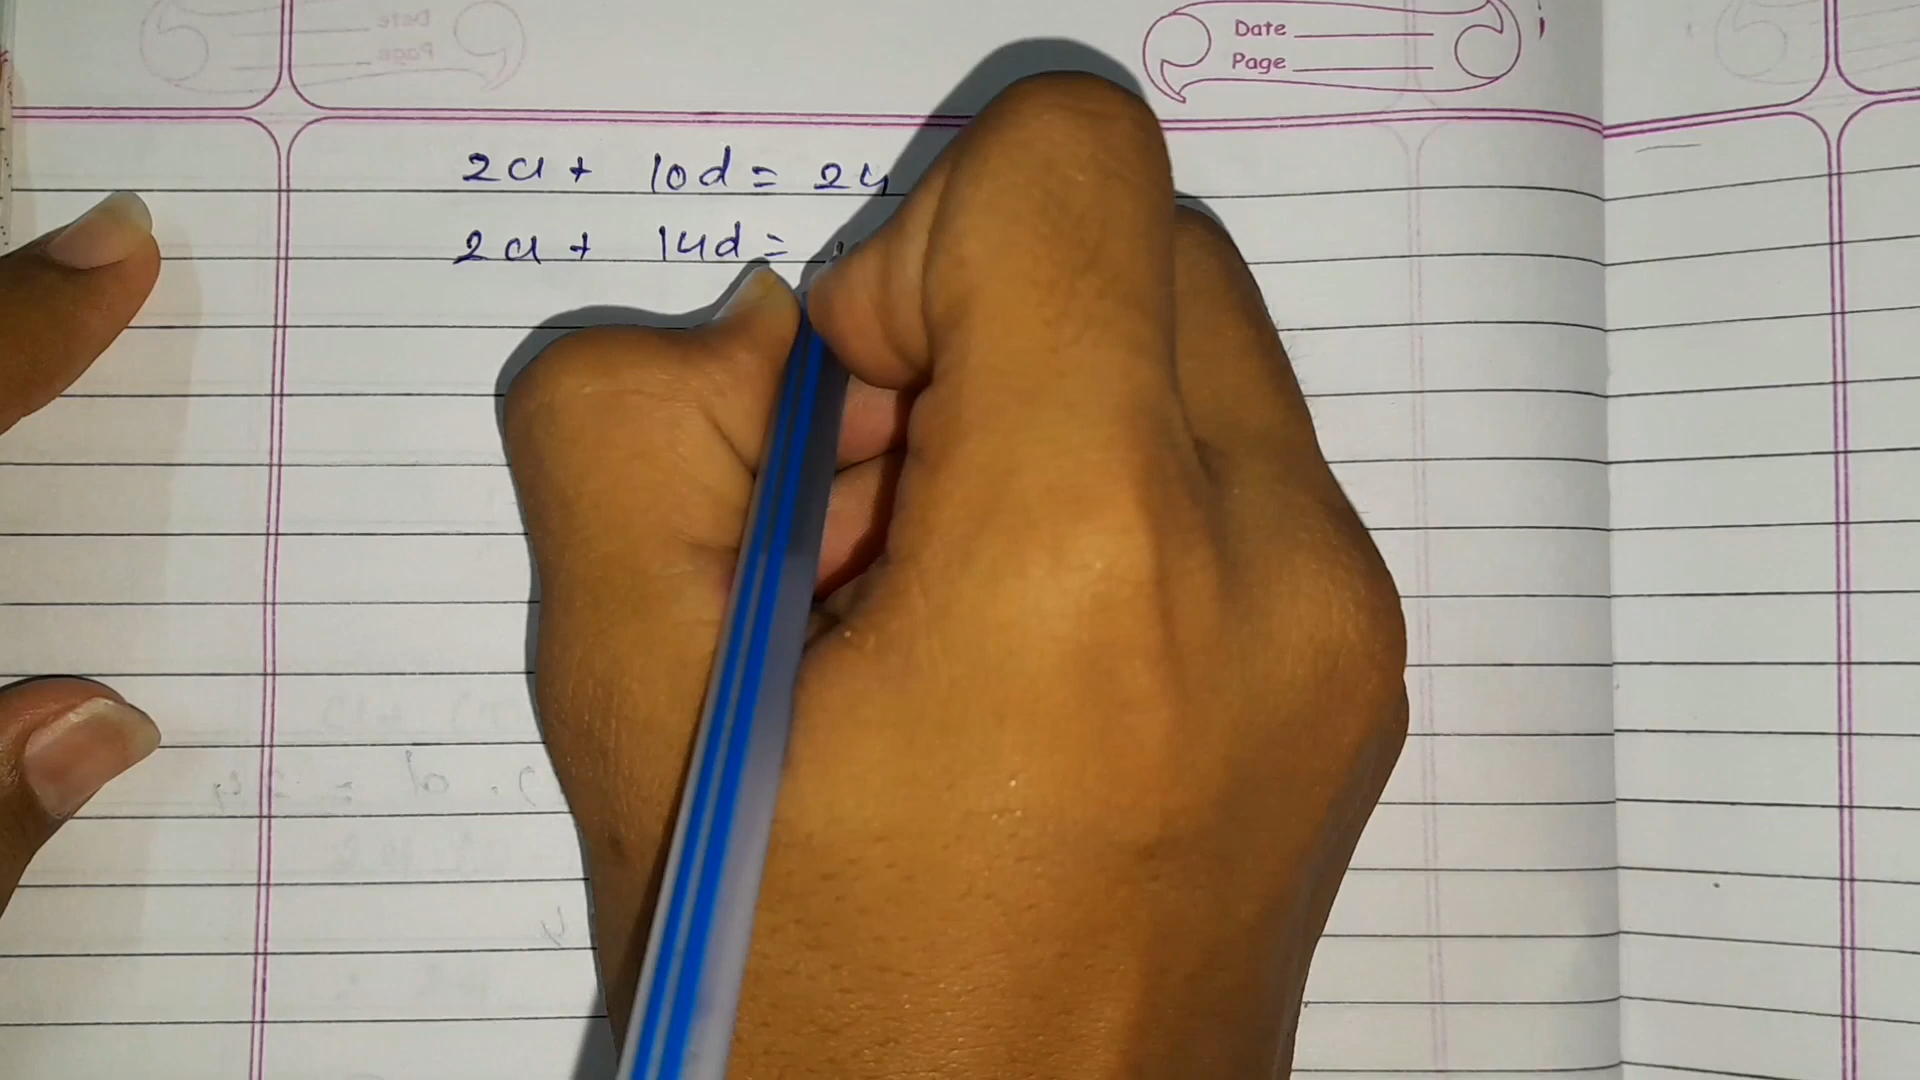 Date
Page
2a + 10d = 24
2a + 14d =